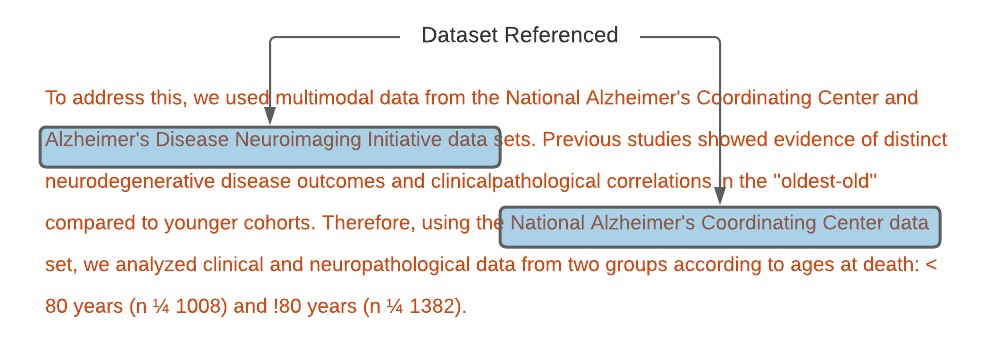 Dataset Referenced
To address this, we used multimodal data from the National Alzheimer's Coordinating Center and
Alzheimer's Disease Neuroimaging Initiative data sets. Previous studies showed evidence of distinct
neurodegenerative disease outcomes and clinicalpathological correlations in the "oldest-old"
compared to younger cohorts. Therefore, using the National Alzheimer's Coordinating Center data
set, we analyzed clinical and neuropathological data from two groups according to ages at death: <
80 years (n ¼ 1008) and !80 years (n ¼ 1382).